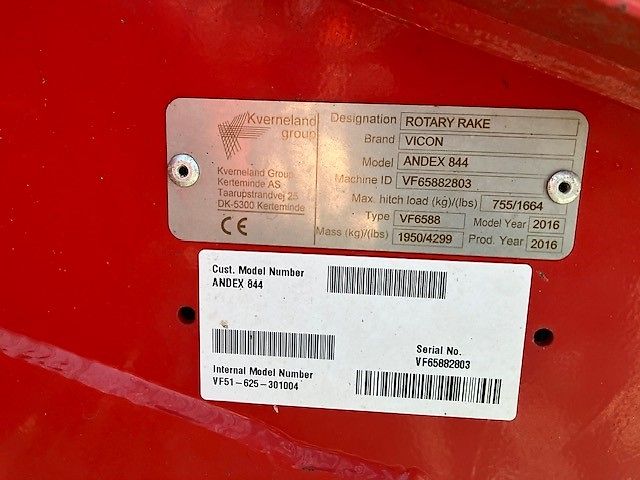 Kverneland
group
Kverneland Group
Kerteminde AS
Taarupstrandvej 25
DK-5300 Kerteminde
CE
Designation ROTARY RAKE
Brand VICON
Model ANDEX 844
Machine ID VF65882803
Max. hitch load (kg)/(lbs) 755/1664
Type VF6588 Model Year 2016
Mass (kg)/(lbs) 1950/4299 Prod. Year 2016
Cust. Model Number
ANDEX 844
Serial No.
VF65882803
Internal Model Number
VF51-625-301004